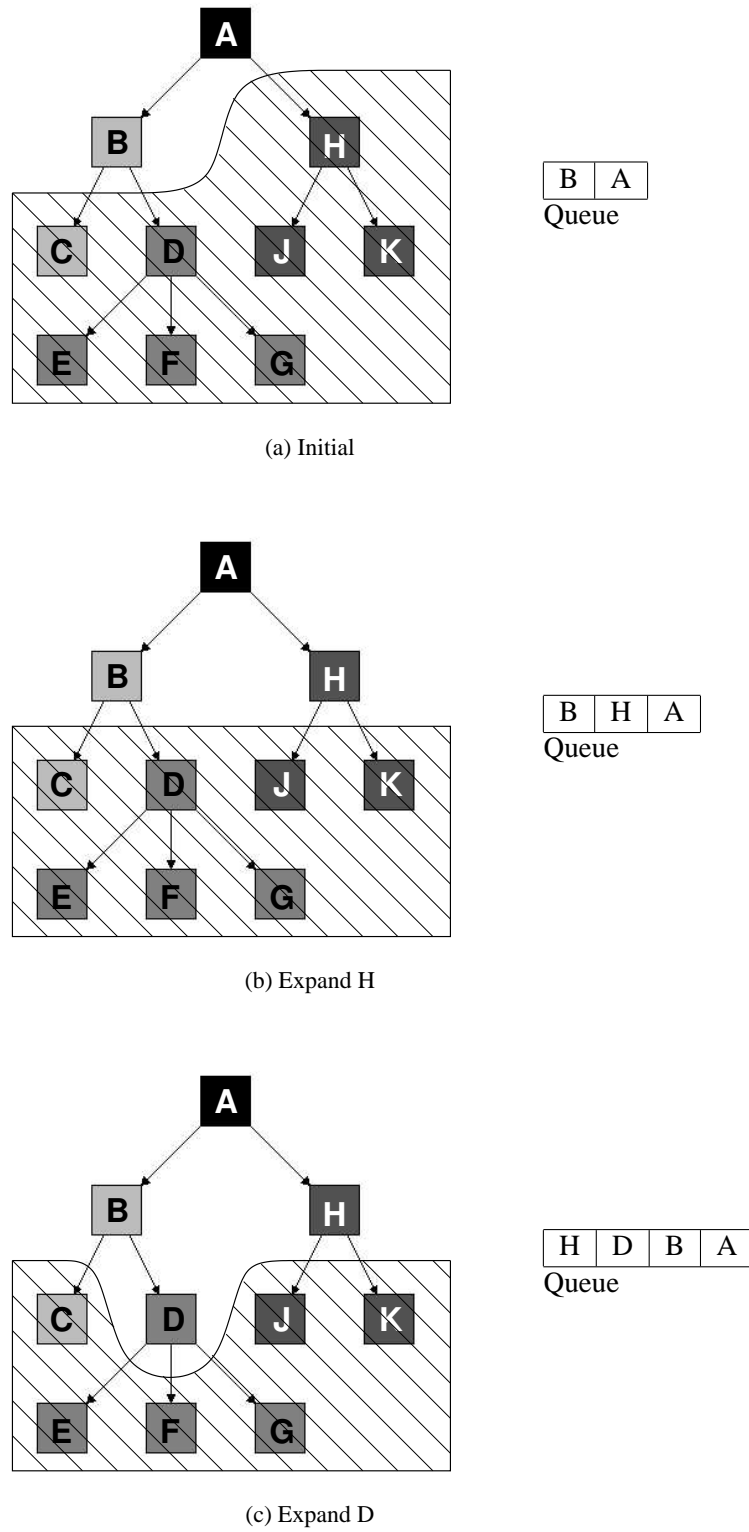 A
B H
B A
Queue
C D J K
E F G
(a) Initial
A
B H
B H A
Queue
C D J K
E F G
(b) Expand H
A
B H
H D B A
Queue
C D J K
E F G
(c) Expand D